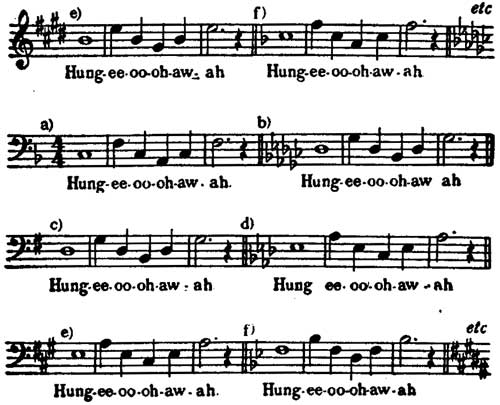 e) f) etc
Hung-ee-oo-oh-aw- ah Hung-ee-oo-oh-aw-ah
a) b)
4
4
Hung-ee-oo-oh-aw-ah. Hung-ee-oo-oh-aw ah
c) d)
Hung-ee-oo-oh-aw-ah Hung ee-oo-oh-aw-ah
e) f) etc
Hung-ee-oo-oh-aw-ah. Hung-ee-oo-oh-aw-ah